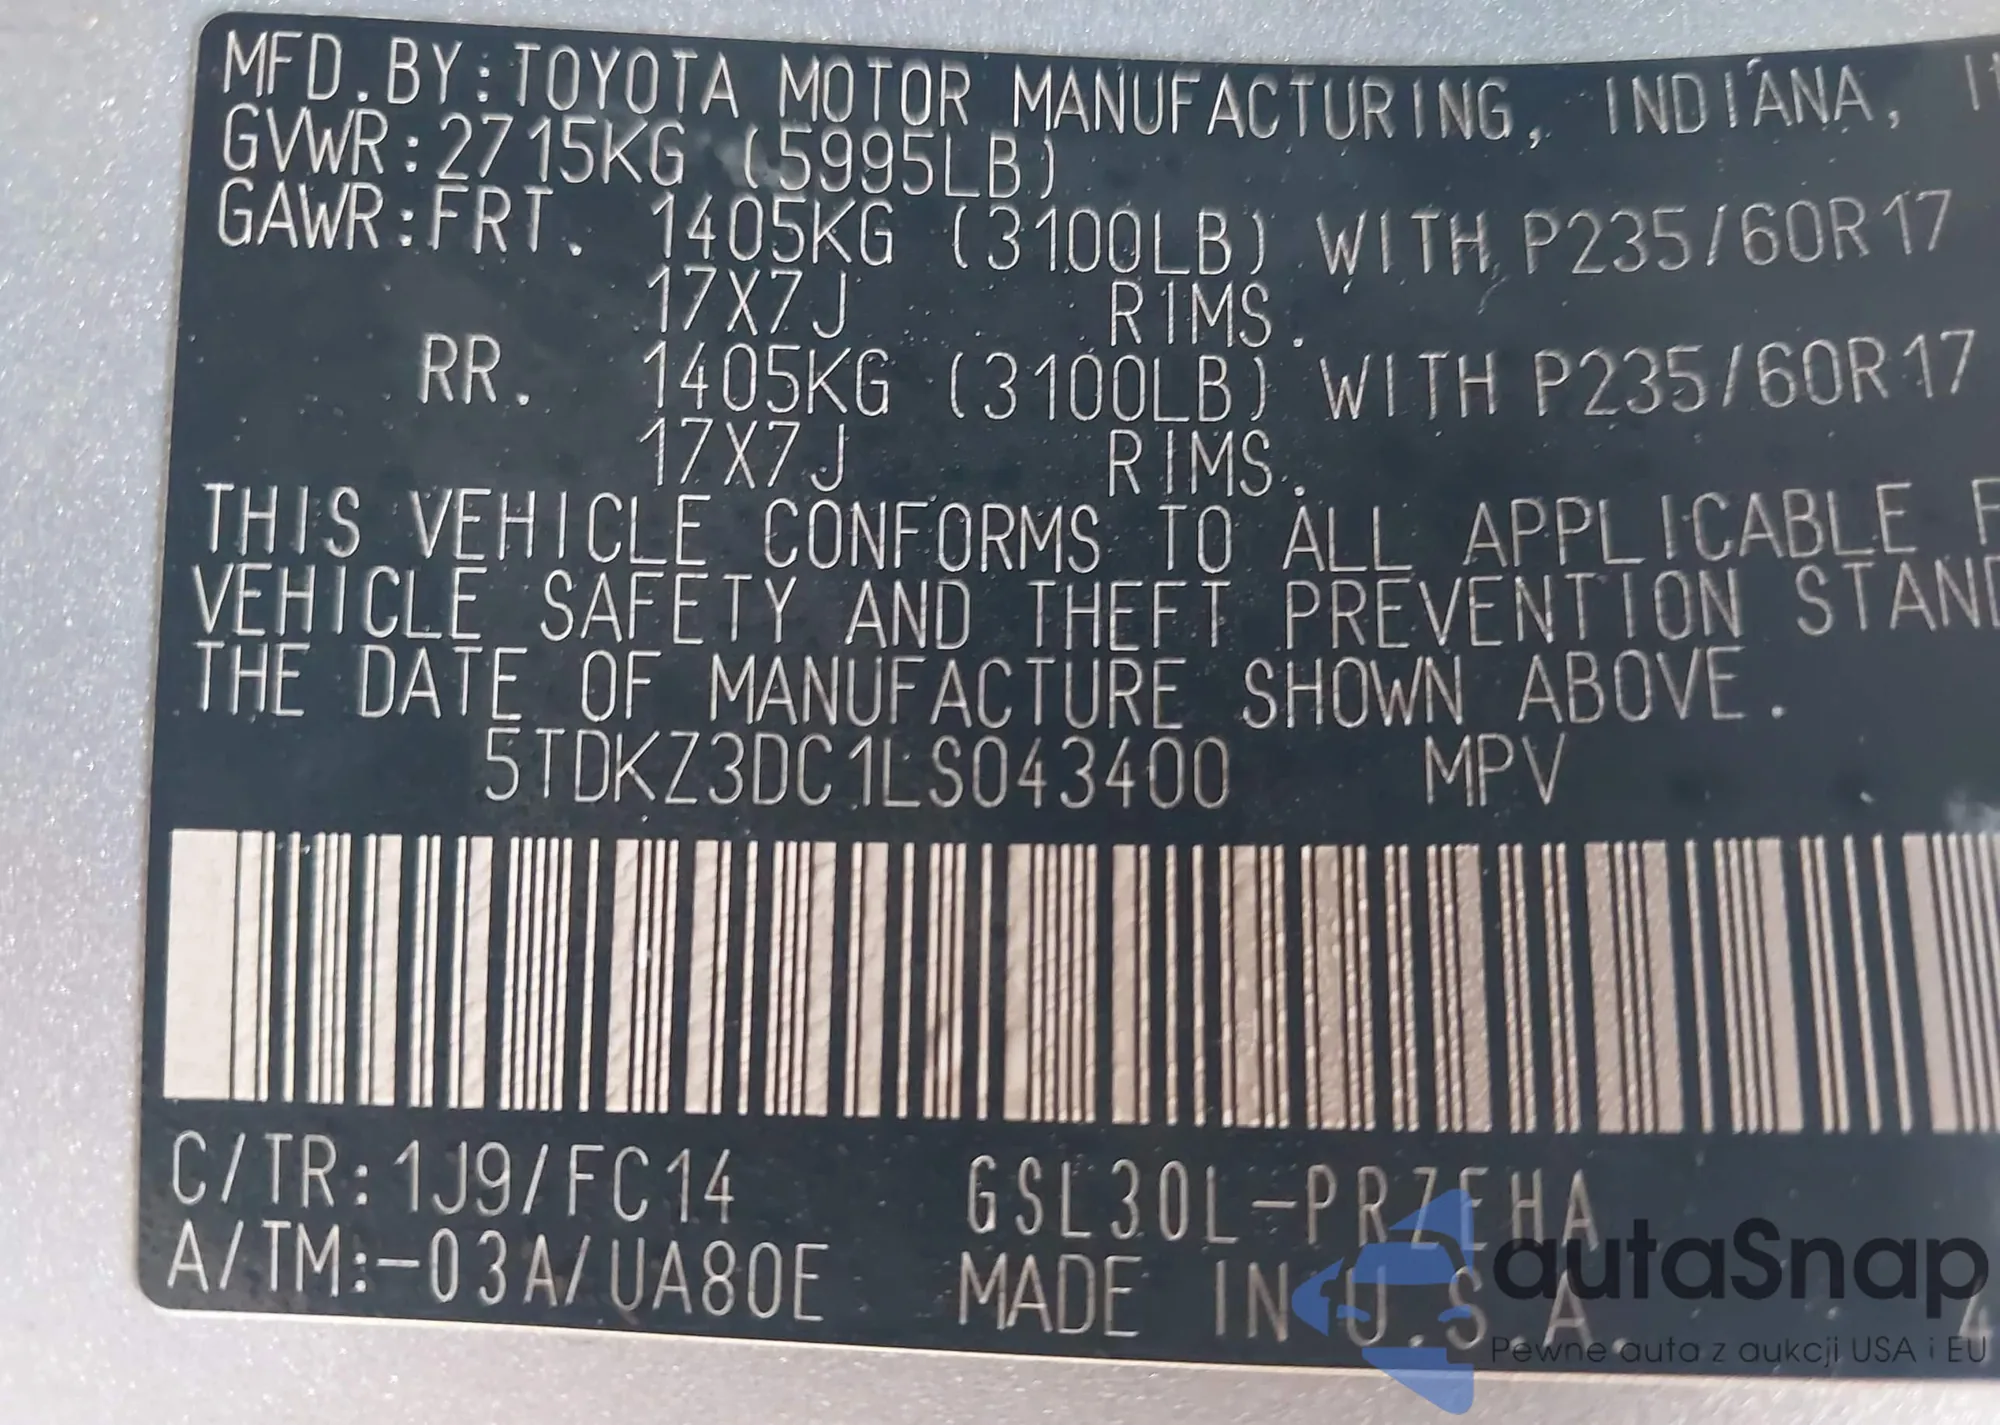 MFD.BY:TOYOTA MOTOR MANUFACTURING, INDIANA,
GVWR:2715KG (5995LB)
GAWR:FRT. 1405KG (3100LB) WITH P235/60R17
17X7J RIMS.
RR. 1405KG (3100LB) WITH P235/60R17
17X7J RIMS.
THIS VEHICLE CONFORMS TO ALL APPLICABLE F
VEHICLE SAFETY AND THEFT PREVENTION STAND
THE DATE OF MANUFACTURE SHOWN ABOVE.
5TDKZ3DC1LS043400 MPV
C/TR:1J9/FC14 GSL30L-PRZEHA
A/TM:-03A/UA80E MADE IN U.S.A. 4
autaSnap
Pewne auta z aukcji USA i EU